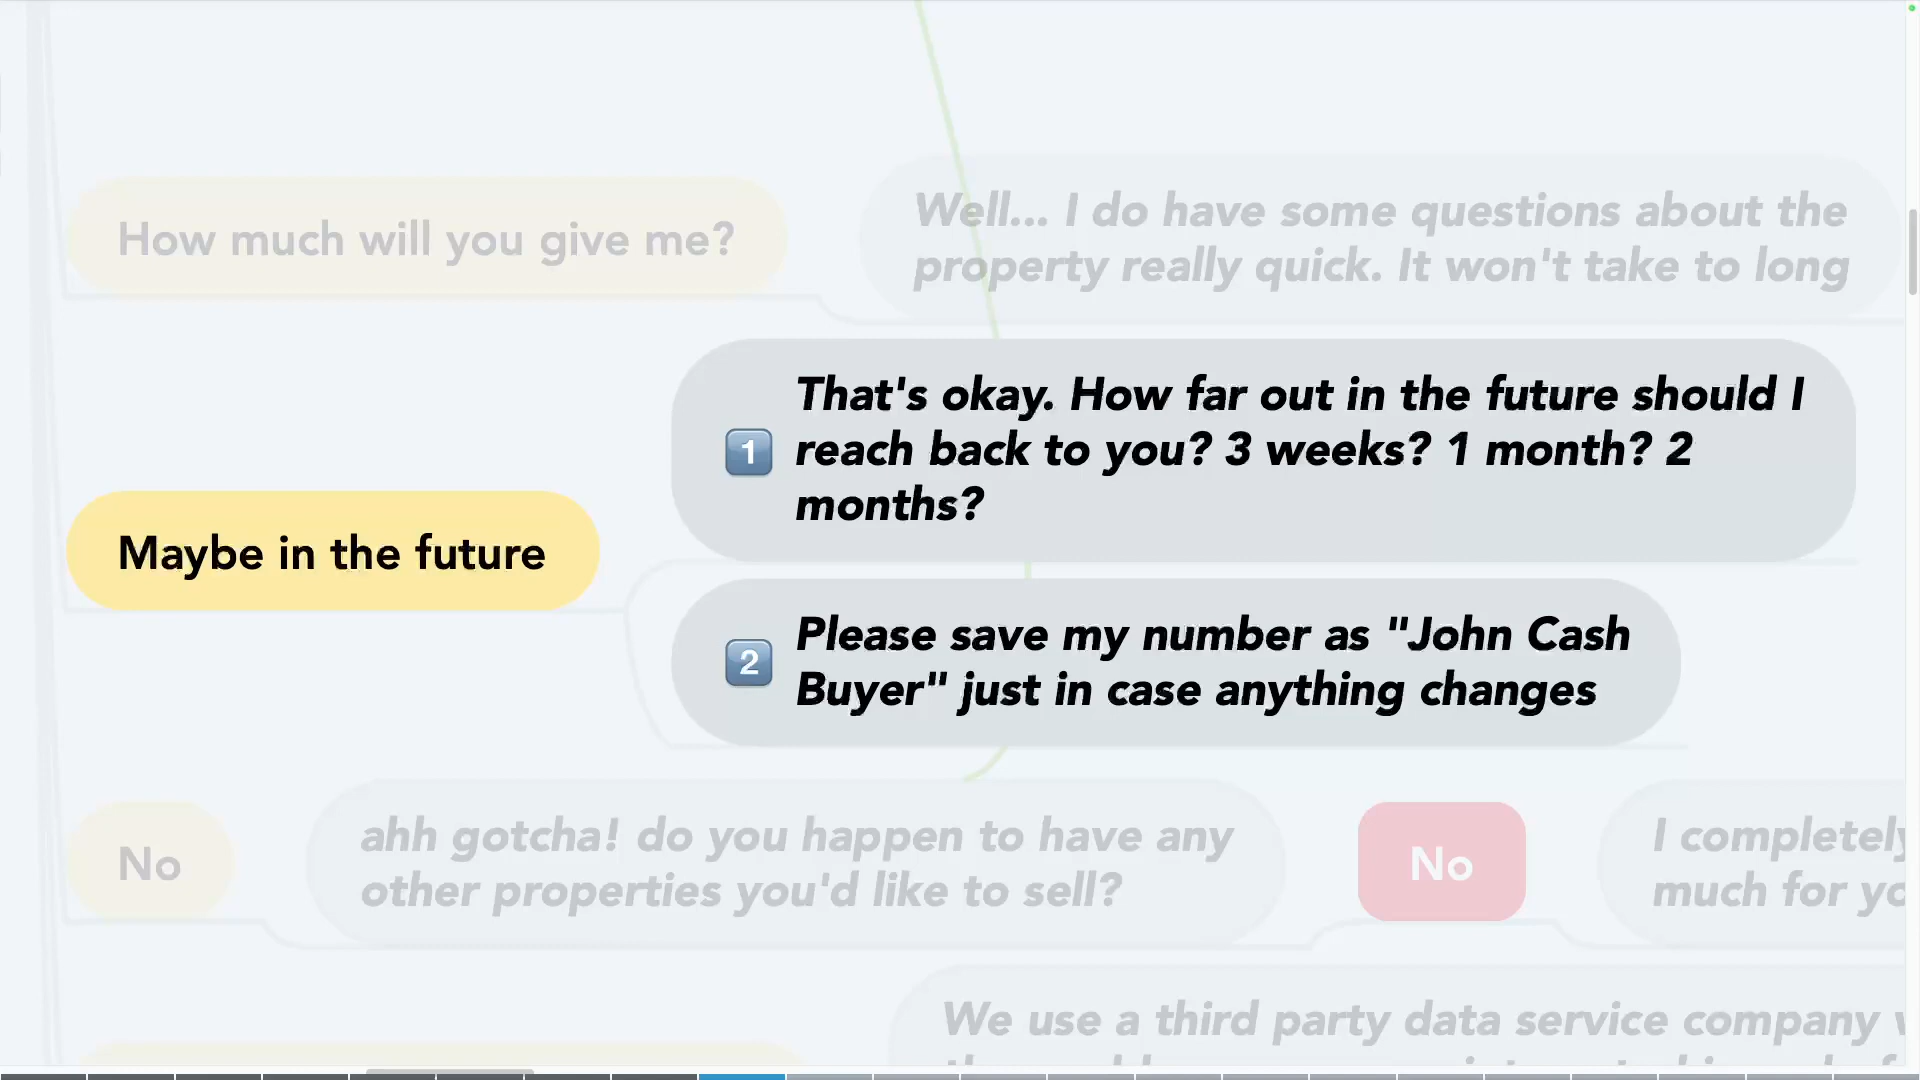 How much will you give me?
Well... I do have some questions about the
property really quick. It won't take to long
Maybe in the future
1
That's okay. How far out in the future should I
reach back to you? 3 weeks? 1 month? 2
months?
2
Please save my number as "John Cash
Buyer" just in case anything changes
No
ahh gotcha! do you happen to have any
other properties you'd like to sell?
No
I completely
much for
We use a third party data service company